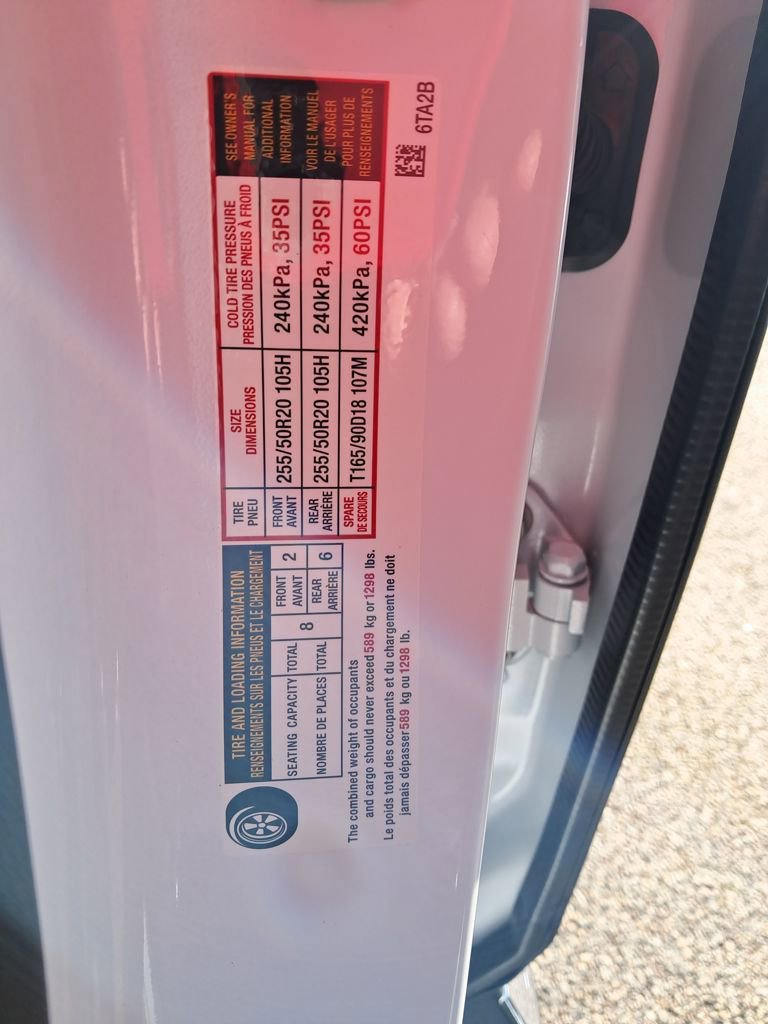 TIRE AND LOADING INFORMATION
RENSEIGNEMENTS SUR LES PNEUS ET LE CHARGEMENT
SEATING CAPACITY TOTAL 8 FRONT AVANT 2
NOMBRE DE PLACES TOTAL REAR ARRIÈRE 6
The combined weight of occupants
and cargo should never exceed 589 kg or 1298 lbs.
Le poids total des occupants et du chargement ne doit
jamais dépasser 589 kg ou 1298 lb.
TIRE PNEU
SIZE DIMENSIONS
COLD TIRE PRESSURE
PRESSION DES PNEUS À FROID
FRONT AVANT 255/50R20 105H 240kPa, 35PSI
REAR ARRIÈRE 255/50R20 105H 240kPa, 35PSI
SPARE DE SECOURS T165/90D18 107M 420kPa, 60PSI
SEE OWNER'S
MANUAL FOR
ADDITIONAL
INFORMATION
VOIR LE MANUEL
DE L'USAGER
POUR PLUS DE
RENSEIGNEMENTS
6TA2B